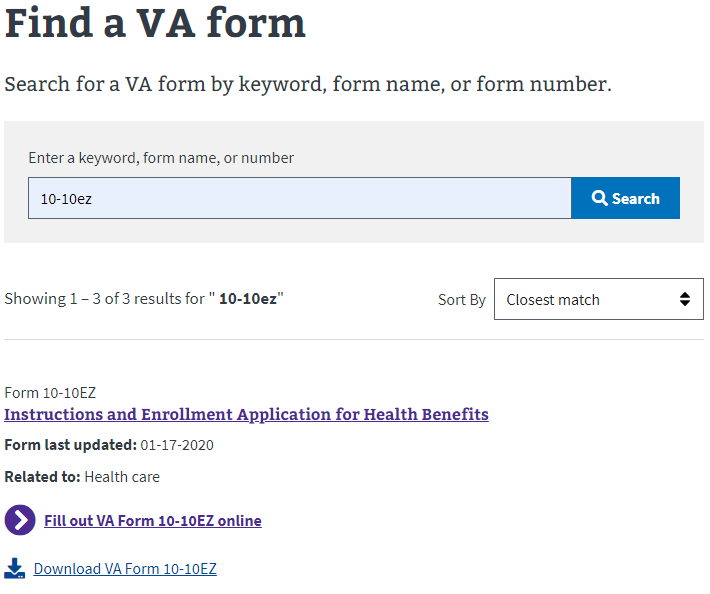 Find a VA form
Search for a VA form by keyword, form name, or form number.
Enter a keyword, form name, or number
10-10ez
Search
Showing 1 – 3 of 3 results for " 10-10ez"
Sort By
Closest match
Form 10-10EZ
Instructions and Enrollment Application for Health Benefits
Form last updated: 01-17-2020
Related to: Health care
Fill out VA Form 10-10EZ online
Download VA Form 10-10EZ